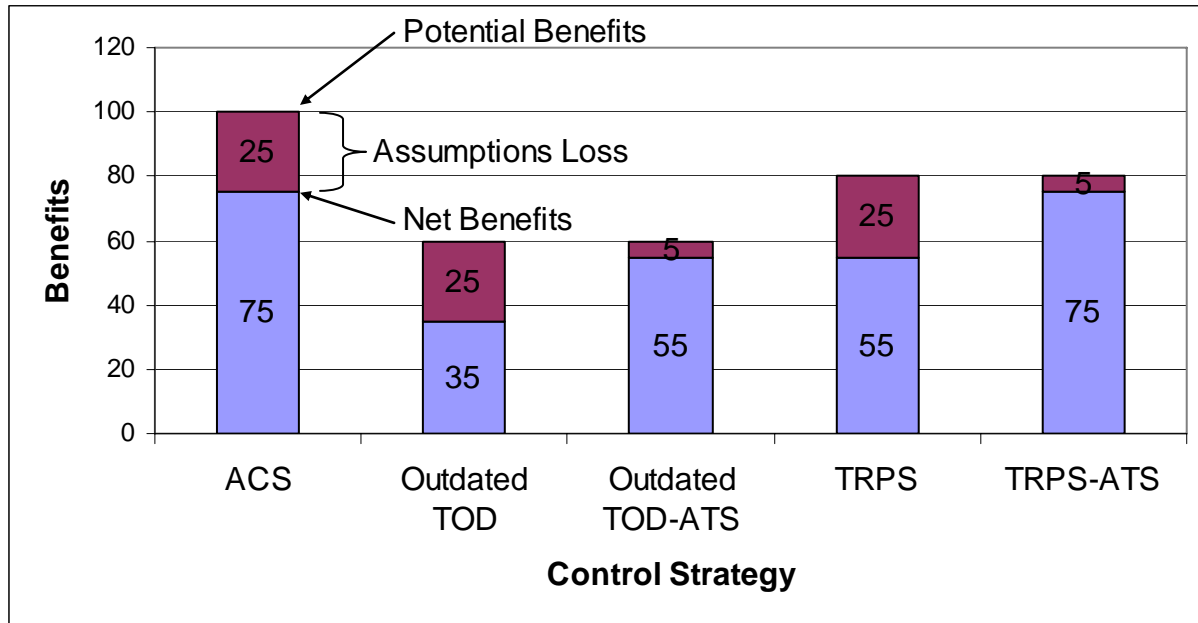 Potential Benefits
120
100
80
60
40
20
0
Benefits
25
Assumptions Loss
Net Benefits
75
25
35
5
55
25
55
5
75
ACS
Outdated
TOD
Outdated
TOD-ATS
TRPS
TRPS-ATS
Control Strategy